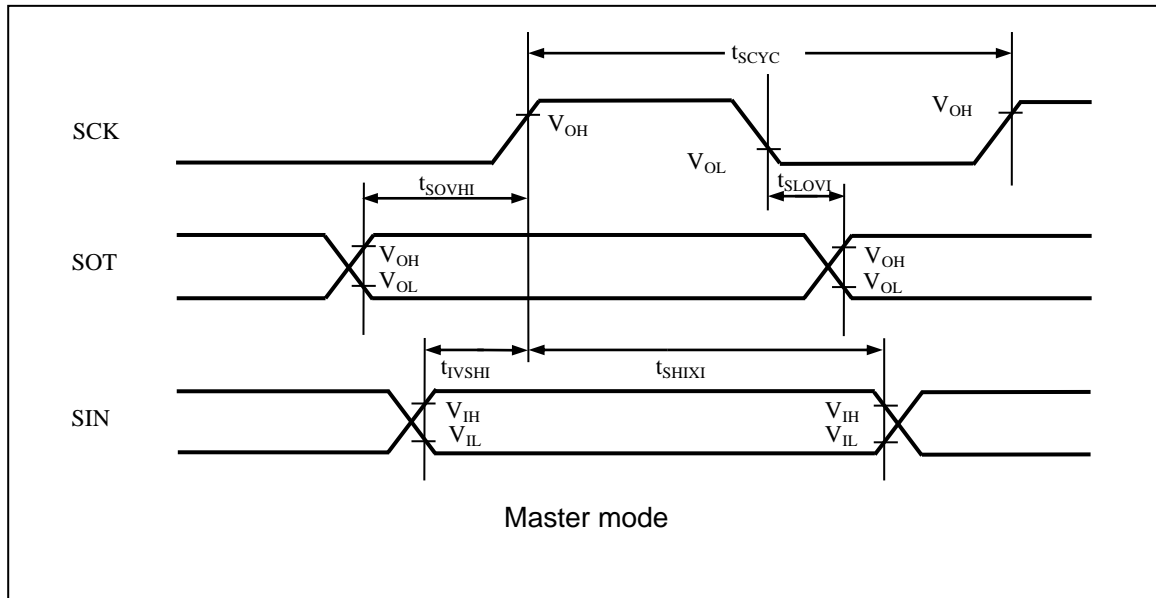 tSCYC
SCK
VOH
VOH
VOL
tSOVHI
tSLOVI
SOT
VOH
VOL
VOH
VOL
tIVSHI
tSHIXI
SIN
VIH
VIL
VIH
VIL
Master mode